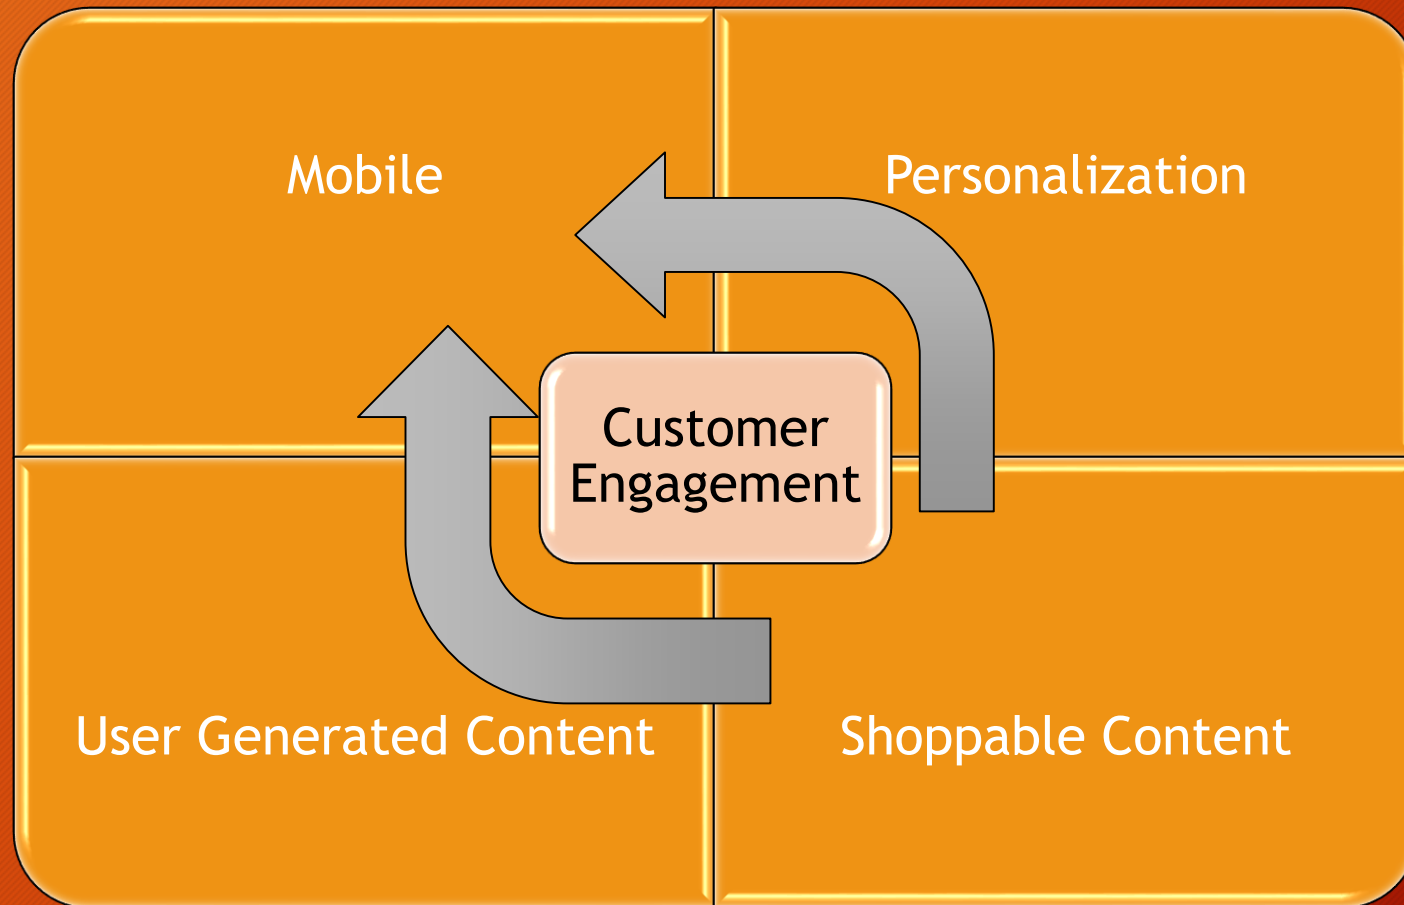 Mobile
Personalization
Customer
Engagement
User Generated Content
Shoppable Content